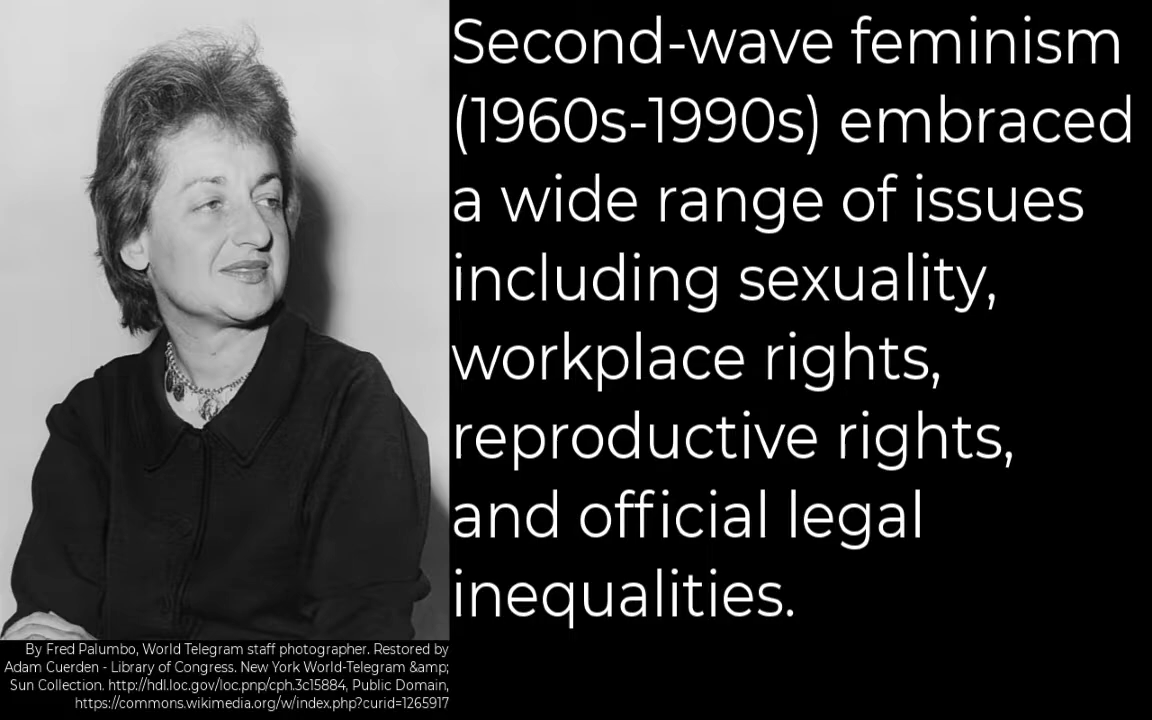 Second-wave feminism
(1960s-1990s) embraced
a wide range of issues
including sexuality,
workplace rights,
reproductive rights,
and official legal
inequalities.
By Fred Palumbo, World Telegram staff photographer. Restored by
Adam Cuerden - Library of Congress. New York World-Telegram &amp;
Sun Collection. http://hdl.loc.gov/loc.pnp/cph.3c15884, Public Domain,
https://commons.wikimedia.org/w/index.php?curid=1265917